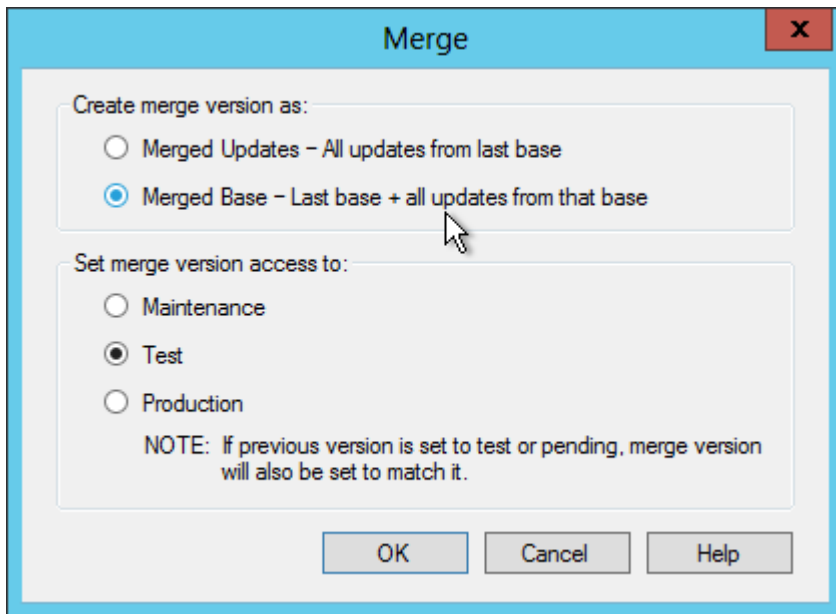 Merge
Create merge version as:
Merged Updates - All updates from last base
Merged Base - Last base + all updates from that base
Set merge version access to:
Maintenance
Test
Production
NOTE: If previous version is set to test or pending, merge version
will also be set to match it.
OK Cancel Help